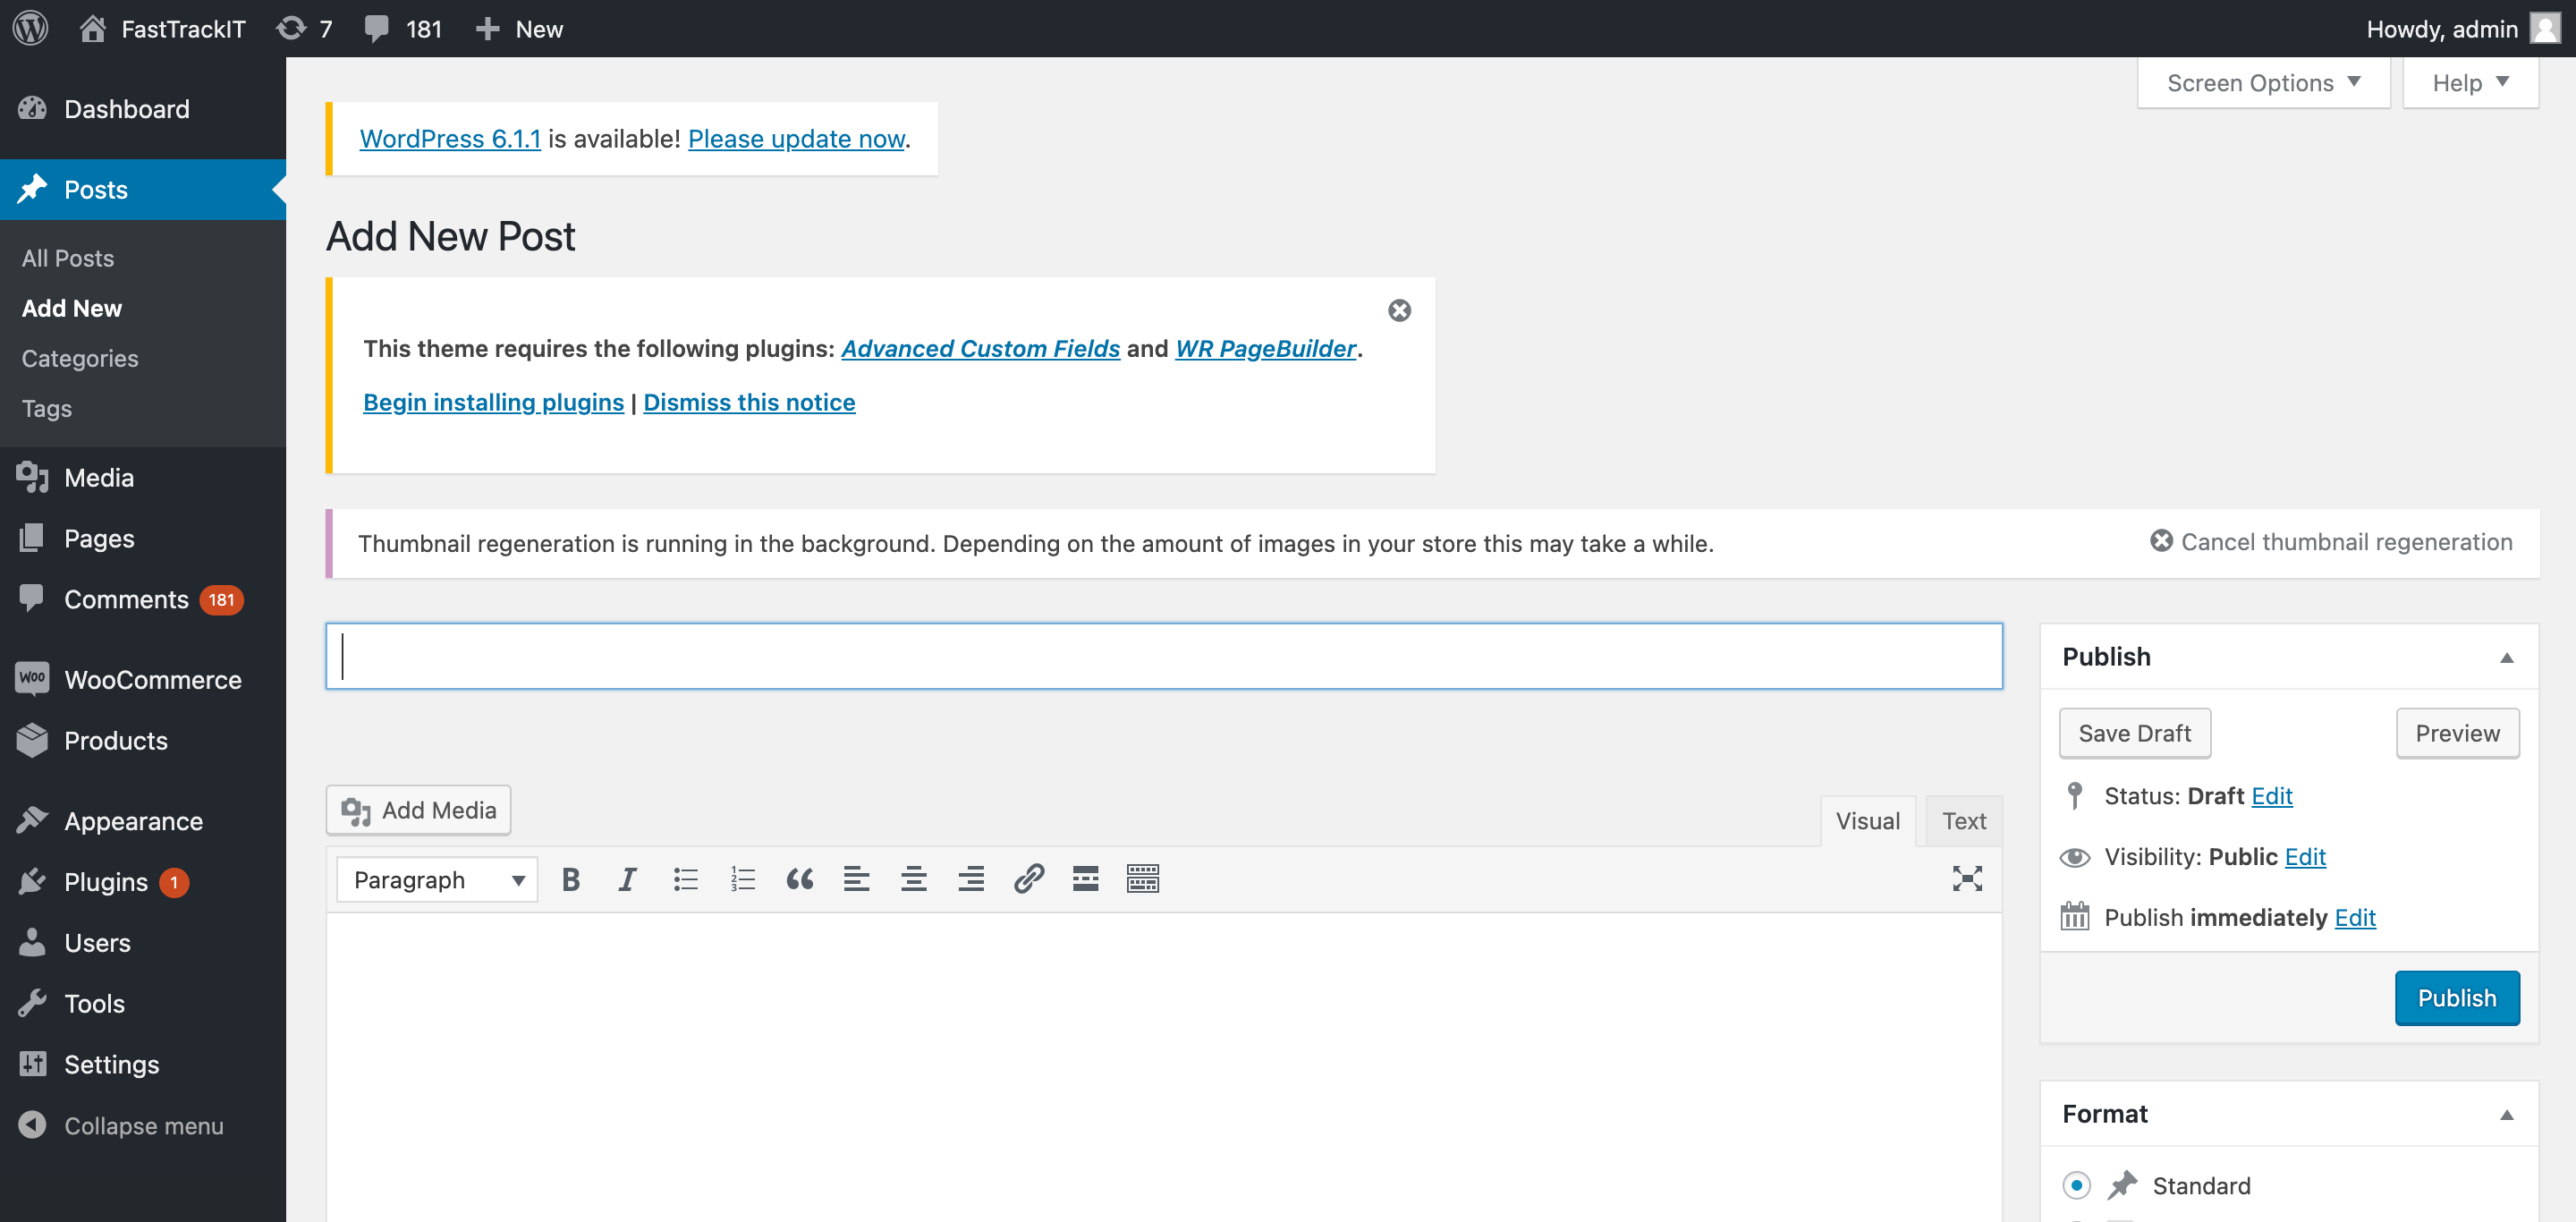 FastTrackIT 7 181 New Howdy, admin
Screen Options Help
Dashboard
Posts
All Posts
Add New
Categories
Tags
Media
Pages
Comments 181
WOO WooCommerce
Products
Appearance
Plugins 1
Users
Tools
Settings
Collapse menu
WordPress 6.1.1 is available! Please update now.
Add New Post
This theme requires the following plugins: Advanced Custom Fields and WR PageBuilder.
Begin installing plugins | Dismiss this notice
Thumbnail regeneration is running in the background. Depending on the amount of images in your store this may take a while. Cancel thumbnail regeneration
Add Media
Visual Text
Paragraph B I
Publish
Save Draft Preview
Status: Draft Edit
Visibility: Public Edit
Publish immediately Edit
Publish
Format
Standard